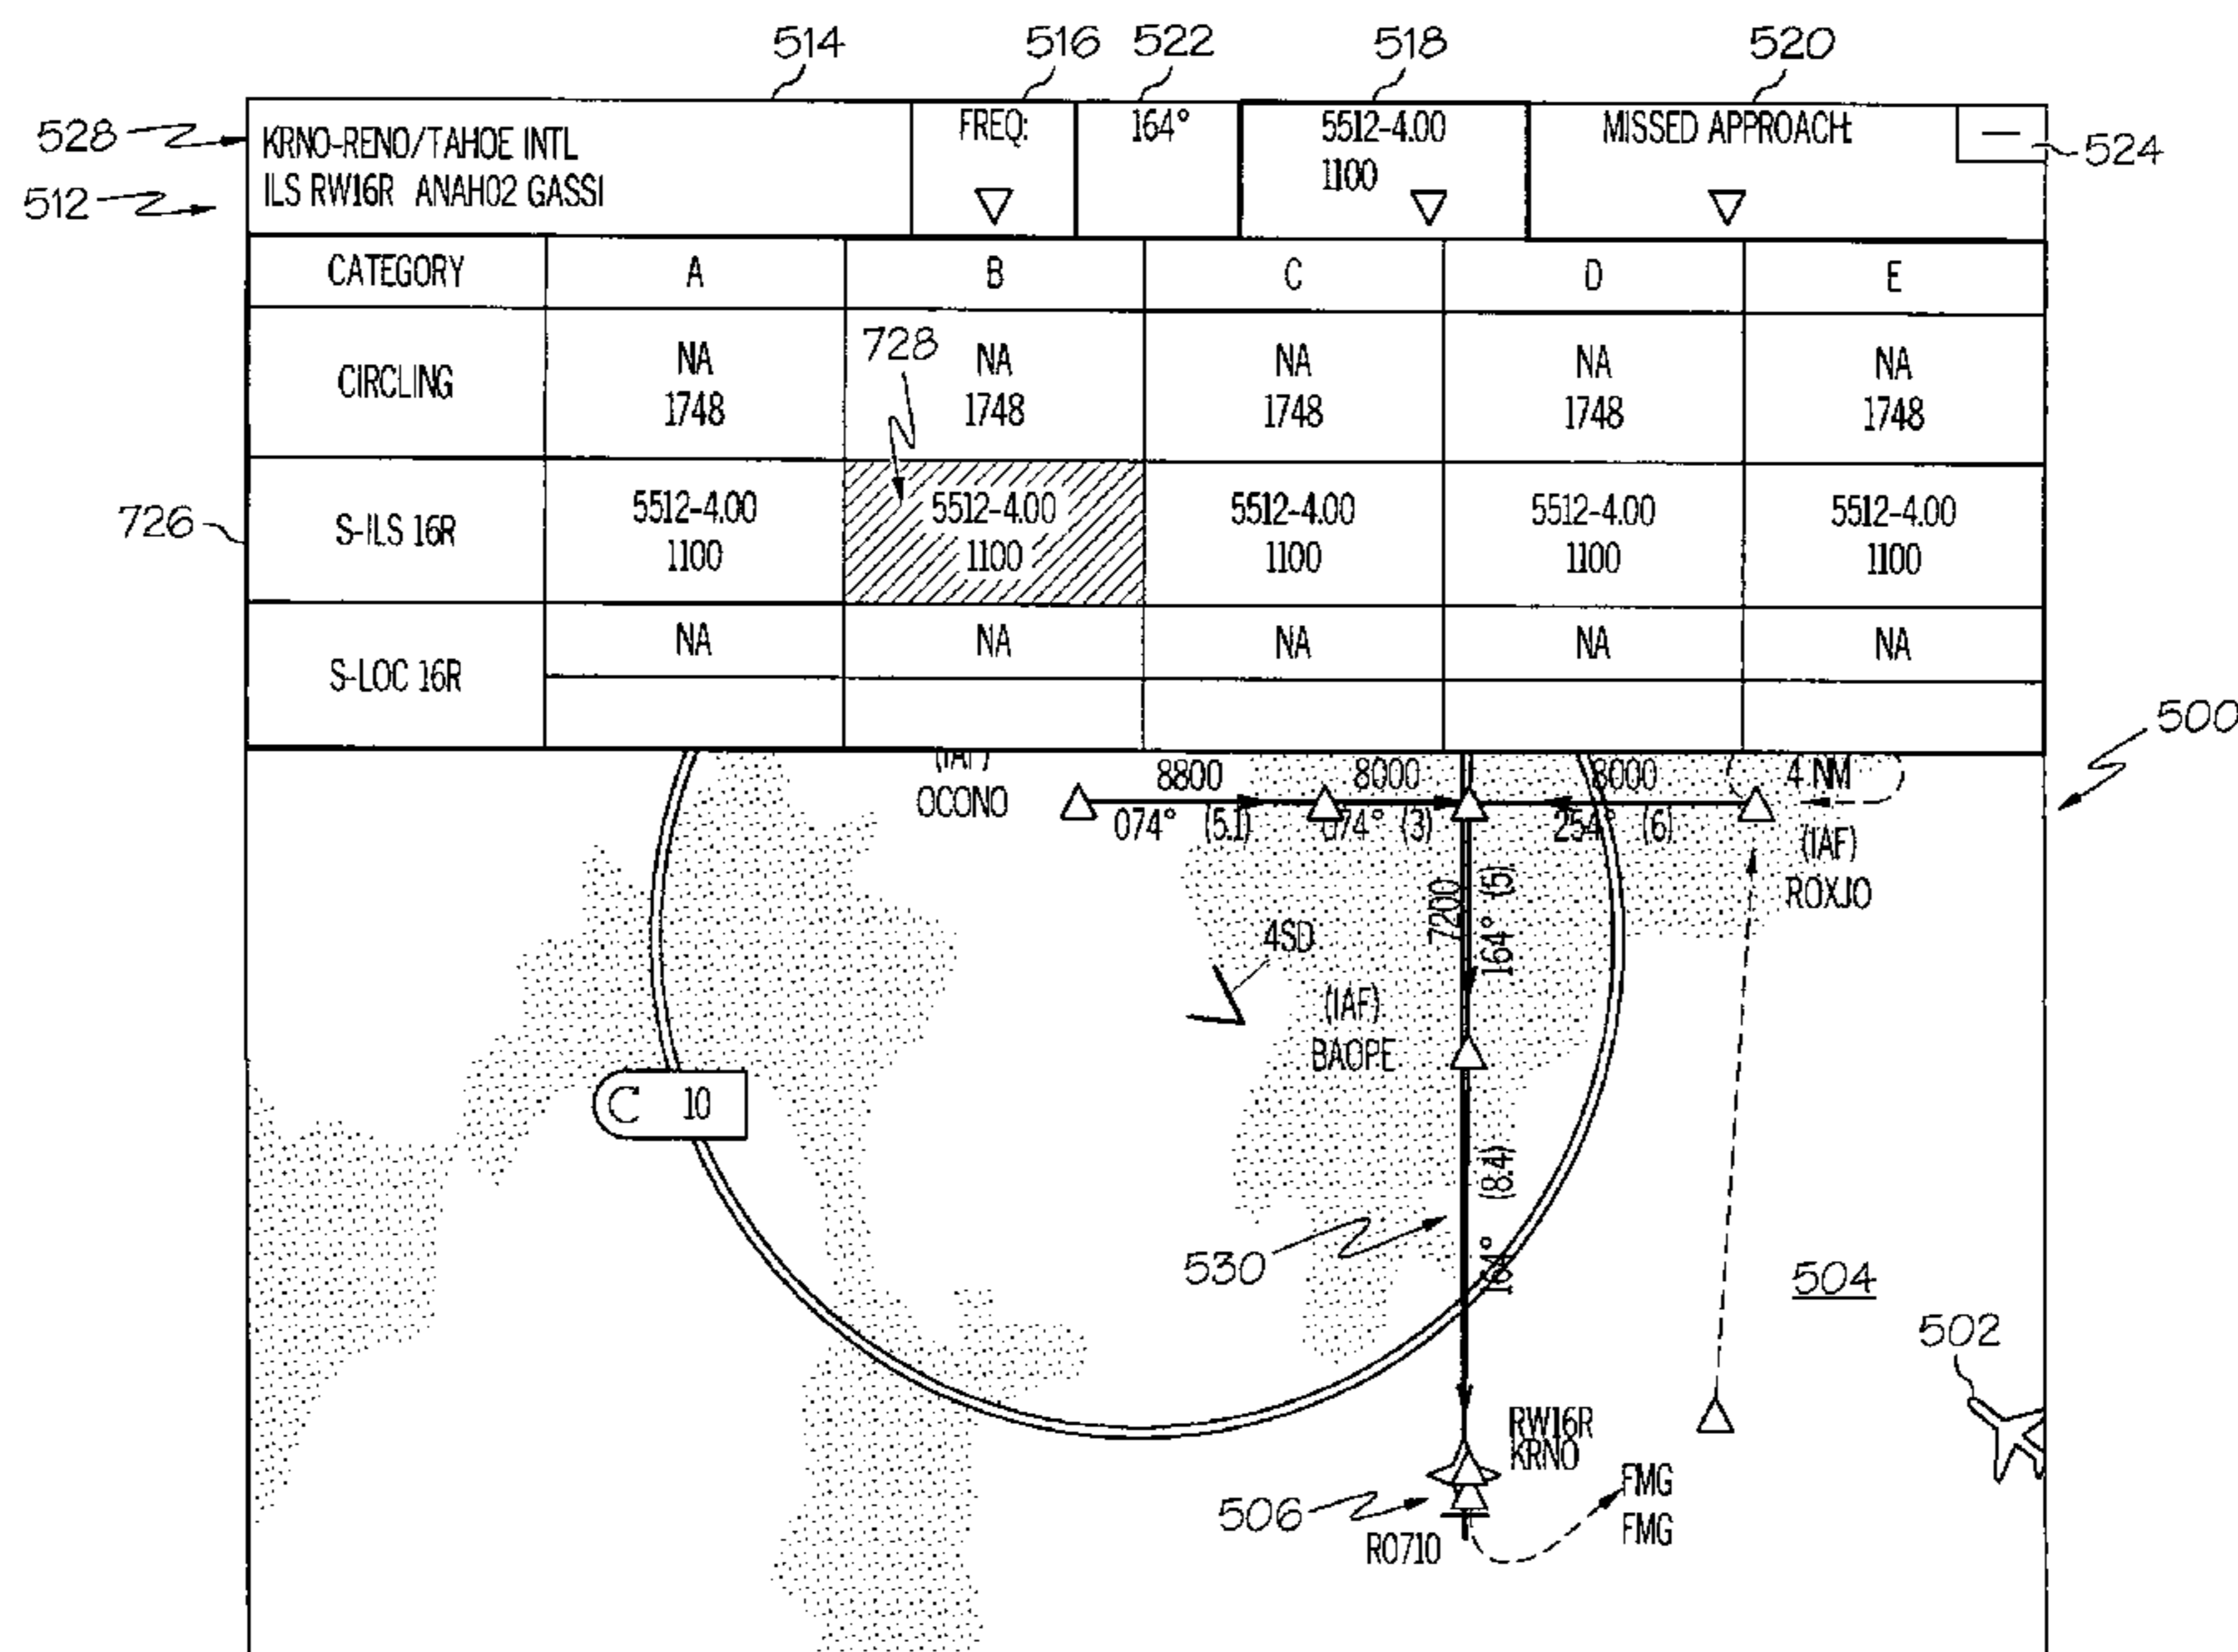 514 516 522 518 520
528 KRNO-RENO/TAHOE INTL FREQ: 164° 5512-4.00 MISSED APPROACH: — 524
512 ILS RW16R ANAHO2 GASSI 1100
CATEGORY A B C D E
728
CIRCLING NA NA NA NA NA
1748 1748 1748 1748 1748
726 S-ILS 16R 5512-4.00 5512-4.00 5512-4.00 5512-4.00 5512-4.00
1100 1100 1100 1100 1100
S-LOC 16R NA NA NA NA NA
500
(IAF) 8800 8000 8000 4 NM
OCONO 074° (5.1) 074° (3) 254° (6) (IAF)
ROXJO
7200 164° (5)
4SD
(IAF)
BAOPE
C 10
164° (8.4)
530
504
502
RW16R
KRNO
506 FMG
R0710 FMG